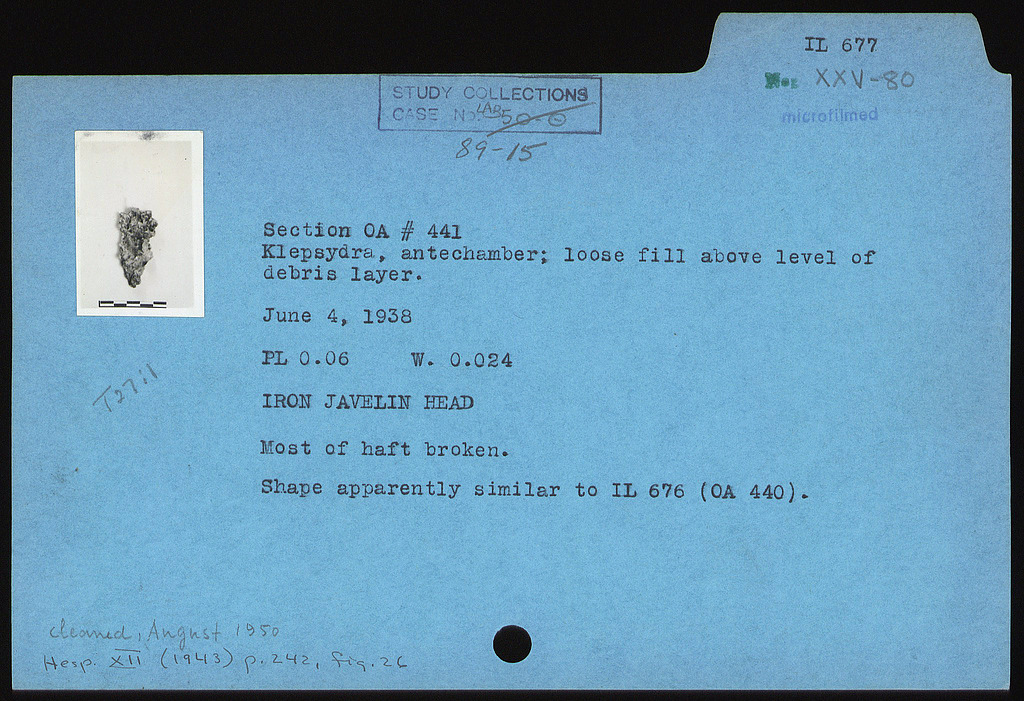 IL 677
No: XXV-80
microfilmed
STUDY COLLECTIONS
CASE NO. LAB 50-
89-15
Section OA # 441
Klepsydra, antechamber; loose fill above level of
debris layer.
June 4, 1938
PL 0.06 W. 0.024
T27:1
IRON JAVELIN HEAD
Most of haft broken.
Shape apparently similar to IL 676 (OA 440).
cleaned, August 1950
Hesp. XII (1943) p. 242, fig. 26